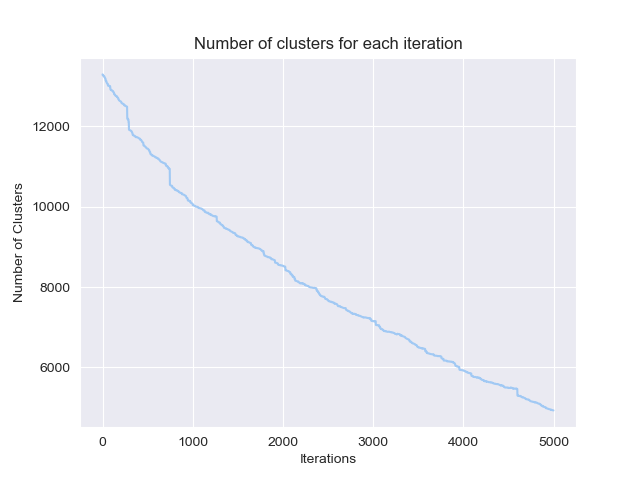 Number of clusters for each iteration
12000
10000
8000
6000
Number of Clusters
0 1000 2000 3000 4000 5000
Iterations